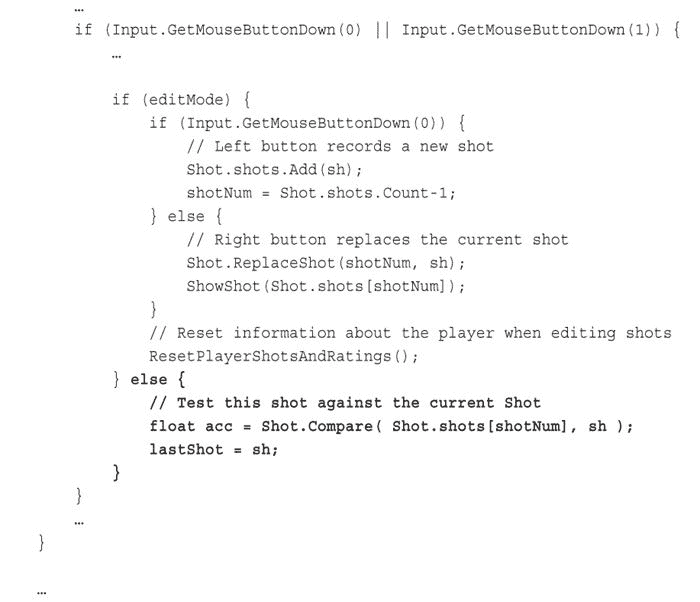 …
if (Input.GetMouseButtonDown(0) || Input.GetMouseButtonDown(1)) {
…
if (editMode) {
if (Input.GetMouseButtonDown(0)) {
// Left button records a new shot
Shot.shots.Add(sh);
shotNum = Shot.shots.Count-1;
} else {
// Right button replaces the current shot
Shot.ReplaceShot(shotNum, sh);
ShowShot(Shot.shots[shotNum]);
}
// Reset information about the player when editing shots
ResetPlayerShotsAndRatings();
} else {
// Test this shot against the current Shot
float acc = Shot.Compare( Shot.shots[shotNum], sh );
lastShot = sh;
}
}
…
}
…